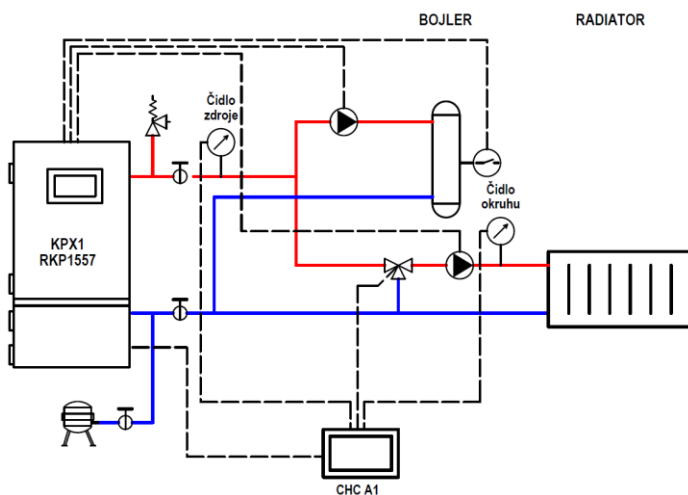 BOJLER
RADIATOR
Čidlo
zdroje
Čidlo
okruhu
KPX1
RKP1557
CHC A1